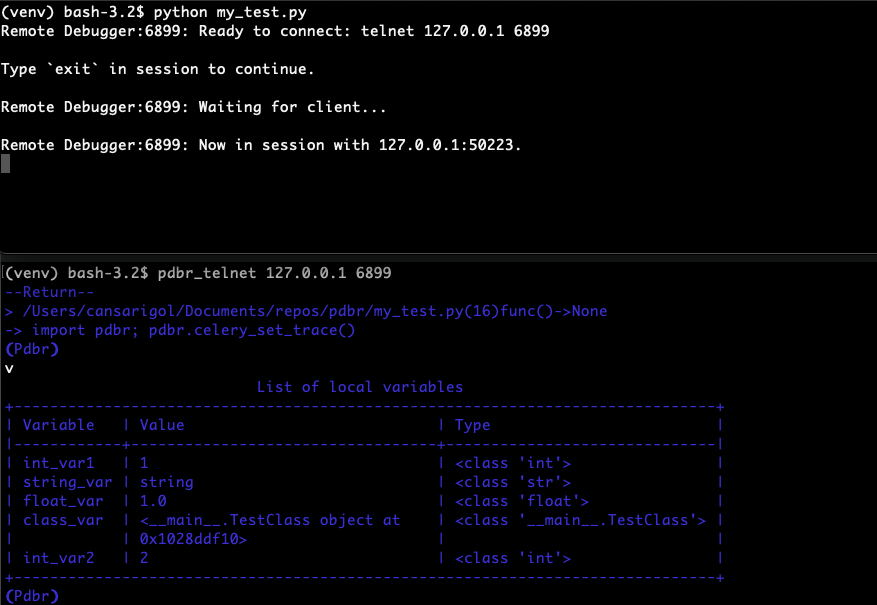 (venv) bash-3.2$ python my_test.py
Remote Debugger:6899: Ready to connect: telnet 127.0.0.1 6899
Type `exit` in session to continue.
Remote Debugger:6899: Waiting for client...
Remote Debugger:6899: Now in session with 127.0.0.1:50223.
(venv) bash-3.2$ pdbr_telnet 127.0.0.1 6899
--Return--
> /Users/cansarigol/Documents/repos/pdbr/my_test.py(16)func()->None
-> import pdbr; pdbr.celery_set_trace()
(Pdbr)
v
List of local variables
+------------------------------------------------------------------------------+
| Variable   | Value                            | Type                         |
|------------+----------------------------------+------------------------------|
| int_var1   | 1                                | <class 'int'>                |
| string_var | string                           | <class 'str'>                |
| float_var  | 1.0                              | <class 'float'>              |
| class_var  | <__main__.TestClass object at    | <class '__main__.TestClass'> |
|            | 0x1028ddf10>                     |                              |
| int_var2   | 2                                | <class 'int'>                |
+------------------------------------------------------------------------------+
(Pdbr)